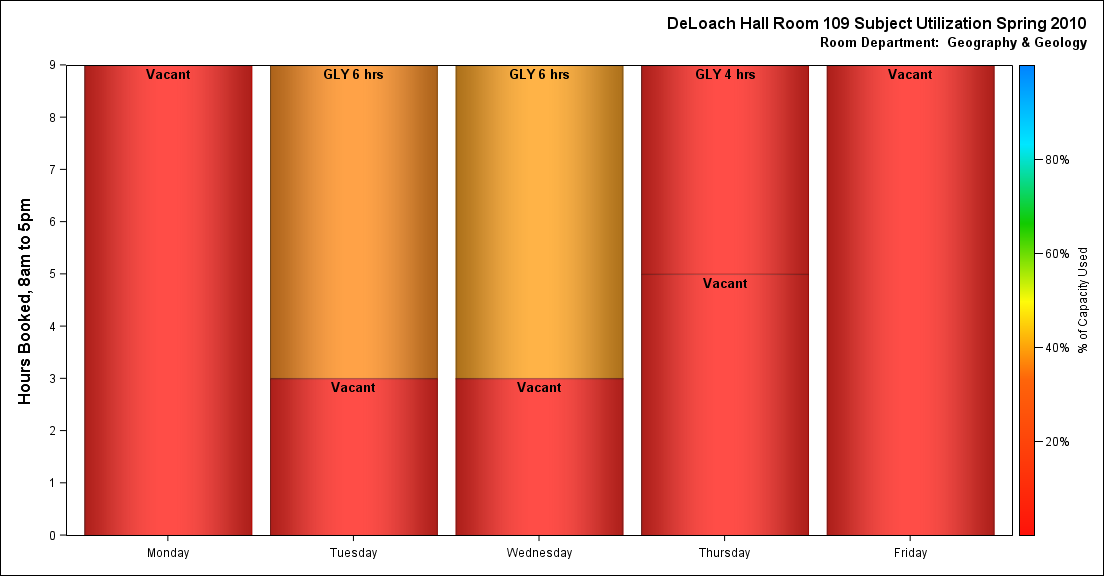 DeLoach Hall Room 109 Subject Utilization Spring 2010
Room Department: Geography & Geology
Hours Booked, 8am to 5pm
9
8
7
6
5
4
3
2
1
0
Vacant
GLY 6 hrs
GLY 6 hrs
GLY 4 hrs
Vacant
Vacant
Vacant
Vacant
Monday
Tuesday
Wednesday
Thursday
Friday
80%
60%
40%
20%
% of Capacity Used